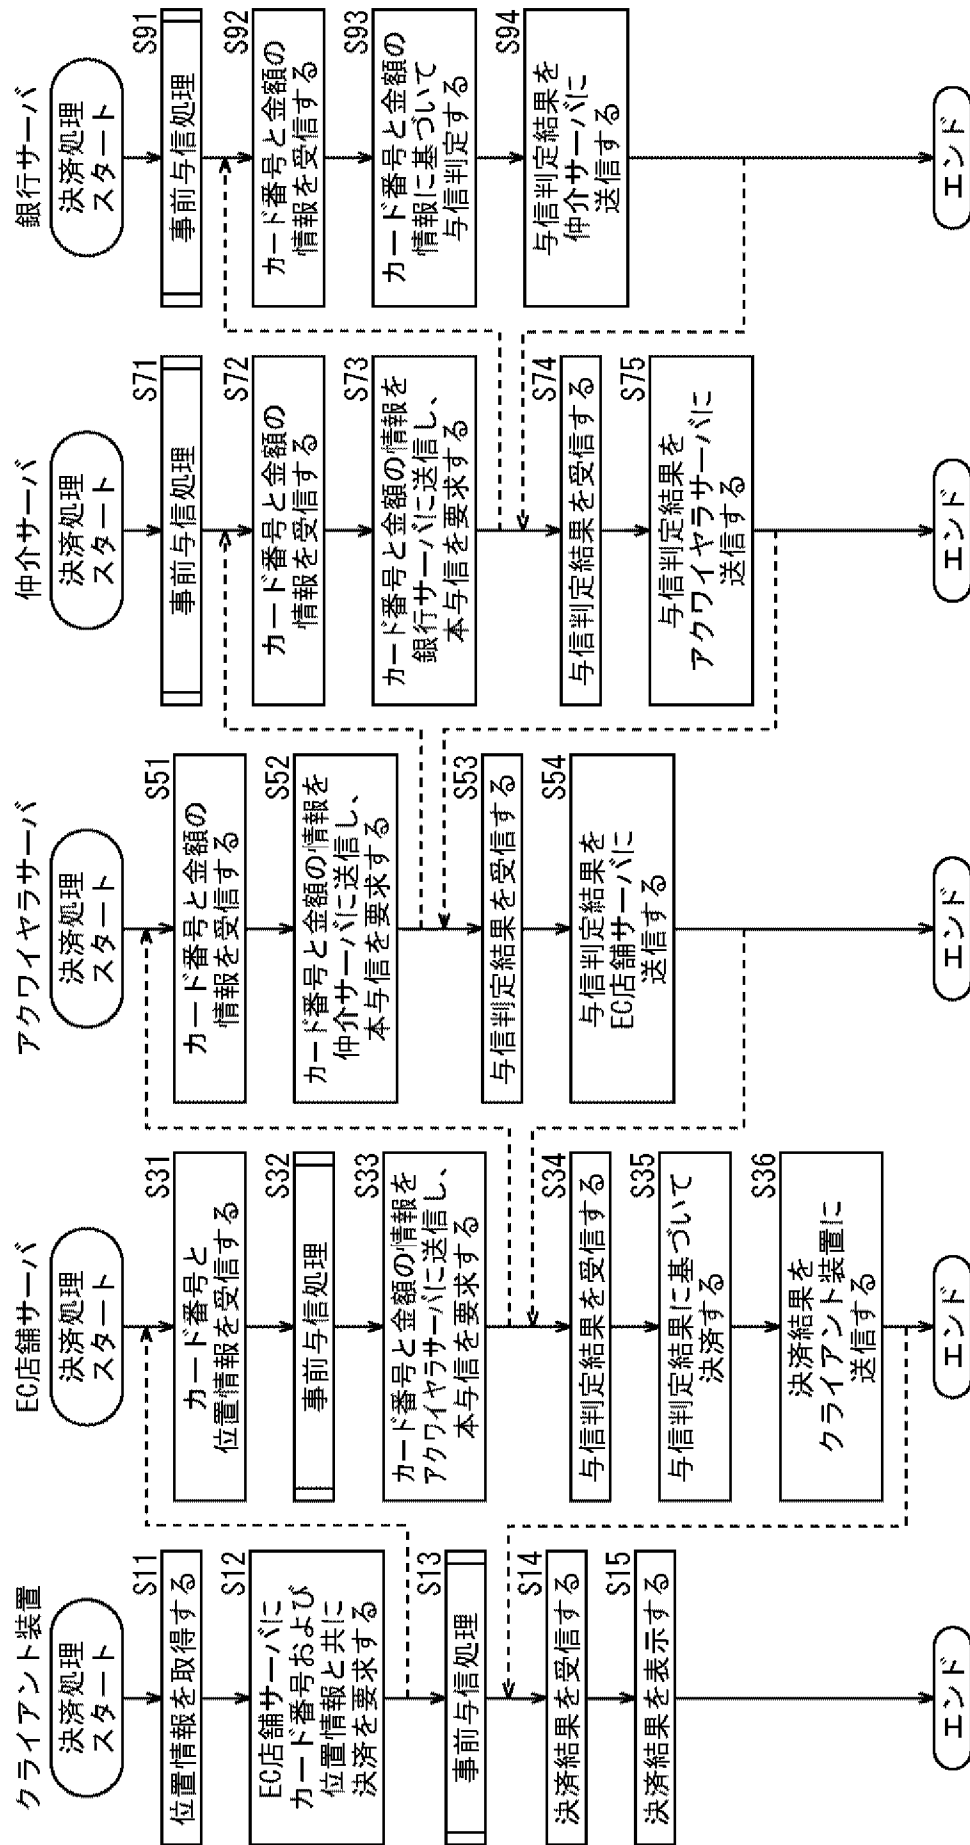 クライアント装置
決済処理
スタート
S11
位置情報を取得する
S12
EC店舗サーバに
カード番号および
位置情報と共に
決済を要求する
S13
事前与信処理
S14
決済結果を受信する
S15
決済結果を表示する
エンド
EC店舗サーバ
決済処理
スタート
S31
カード番号と
位置情報を受信する
S32
事前与信処理
S33
カード番号と金額の情報を
アクワイヤラサーバに送信し、
本与信を要求する
S34
与信判定結果を受信する
S35
与信判定結果に基づいて
決済する
S36
決済結果を
クライアント装置に
送信する
エンド
アクワイヤラサーバ
決済処理
スタート
S51
カード番号と金額の
情報を受信する
S52
カード番号と金額の情報を
仲介サーバに送信し、
本与信を要求する
S53
与信判定結果を受信する
S54
与信判定結果を
EC店舗サーバに
送信する
エンド
仲介サーバ
決済処理
スタート
S71
事前与信処理
S72
カード番号と金額の
情報を受信する
S73
カード番号と金額の情報を
銀行サーバに送信し、
本与信を要求する
S74
与信判定結果を受信する
S75
与信判定結果を
アクワイヤラサーバに
送信する
エンド
銀行サーバ
決済処理
スタート
S91
事前与信処理
S92
カード番号と金額の
情報を受信する
S93
カード番号と金額の
情報に基づいて
与信判定する
S94
与信判定結果を
仲介サーバに
送信する
エンド